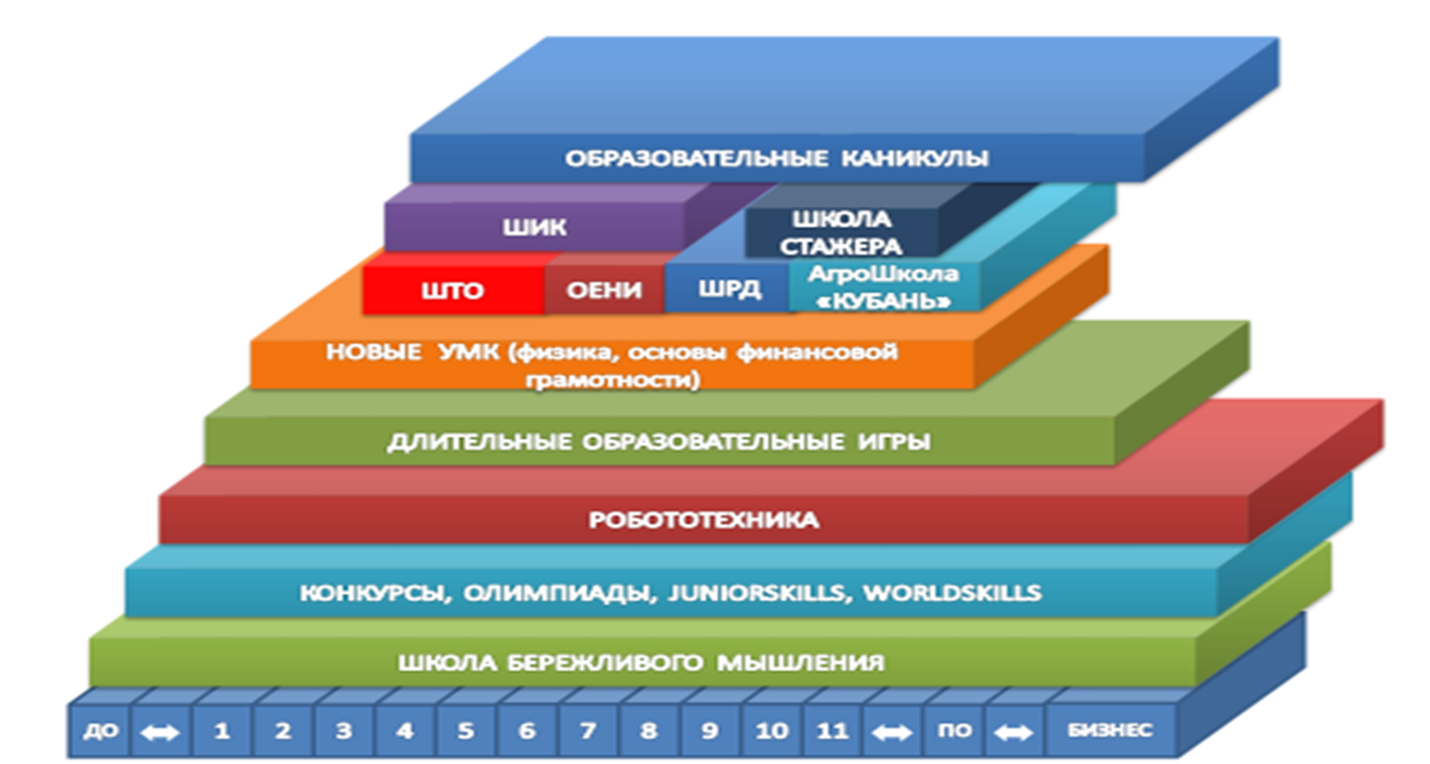 ОБРАЗОВАТЕЛЬНЫЕ КАНИКУЛЫ
ШИК
ШКОЛА
СТАЖЕРА
ШТО
ОЕНИ
ШРД
АгроШкола
«КУБАНЬ»
НОВЫЕ УМК (физика, основы финансовой
грамотности)
ДЛИТЕЛЬНЫЕ ОБРАЗОВАТЕЛЬНЫЕ ИГРЫ
РОБОТОТЕХНИКА
КОНКУРСЫ, ОЛИМПИАДЫ, JUNIORSKILLS, WORLDSKILLS
ШКОЛА БЕРЕЖЛИВОГО МЫШЛЕНИЯ
ДО ⟷ 1 2 3 4 5 6 7 8 9 10 11 ⟷ ПО ⟷ БИЗНЕС